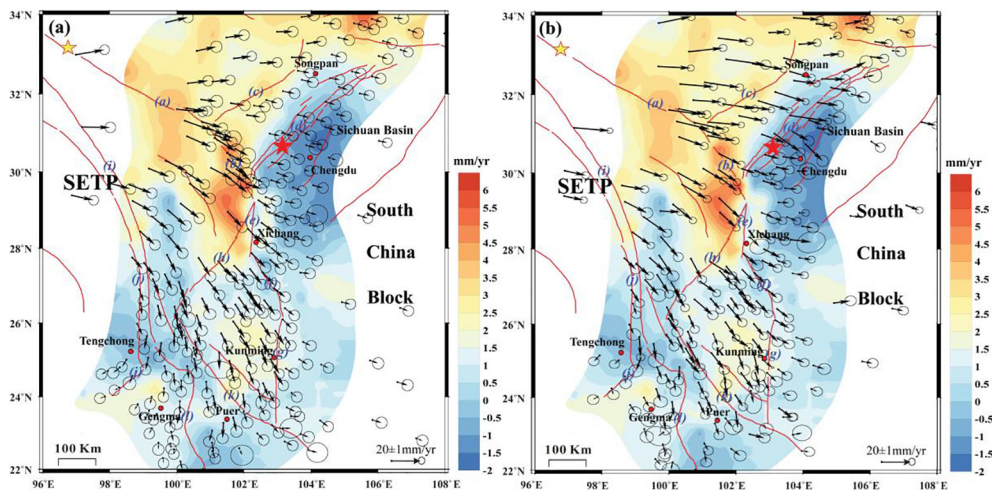 (a)
34°N
32°N
30°N
28°N
26°N
24°N
22°N
96°E
98°E
100°E
102°E
104°E
106°E
108°E
Songpan
(c)
(a)
(d)
Sichuan Basin
(b)
Chengdu
(i)
SETP
South
China
Block
(e)
Xichang
(h)
(j)
(f)
Tengchong
Kunming
(g)
(k)
Gengma
(l)
Puer
100 Km
20±1mm/yr
mm/yr
6
5
4.5
4
3.5
3
2.5
2
1.5
1
0.5
0
-0.5
-1
-1.5
-2
(b)
34°N
32°N
30°N
28°N
26°N
24°N
22°N
96°E
98°E
100°E
102°E
104°E
106°E
108°E
Songpan
(c)
(a)
(d)
Sichuan Basin
(b)
Chengdu
(i)
SETP
South
China
Block
(e)
Xichang
(h)
(j)
Tengchong
Kunming
(g)
Gengma
Puer
100 Km
20±1mm/yr
mm/yr
6
5
4.5
4
3.5
3
2.5
2
1.5
1
0.5
0
-0.5
-1
-1.5
-2